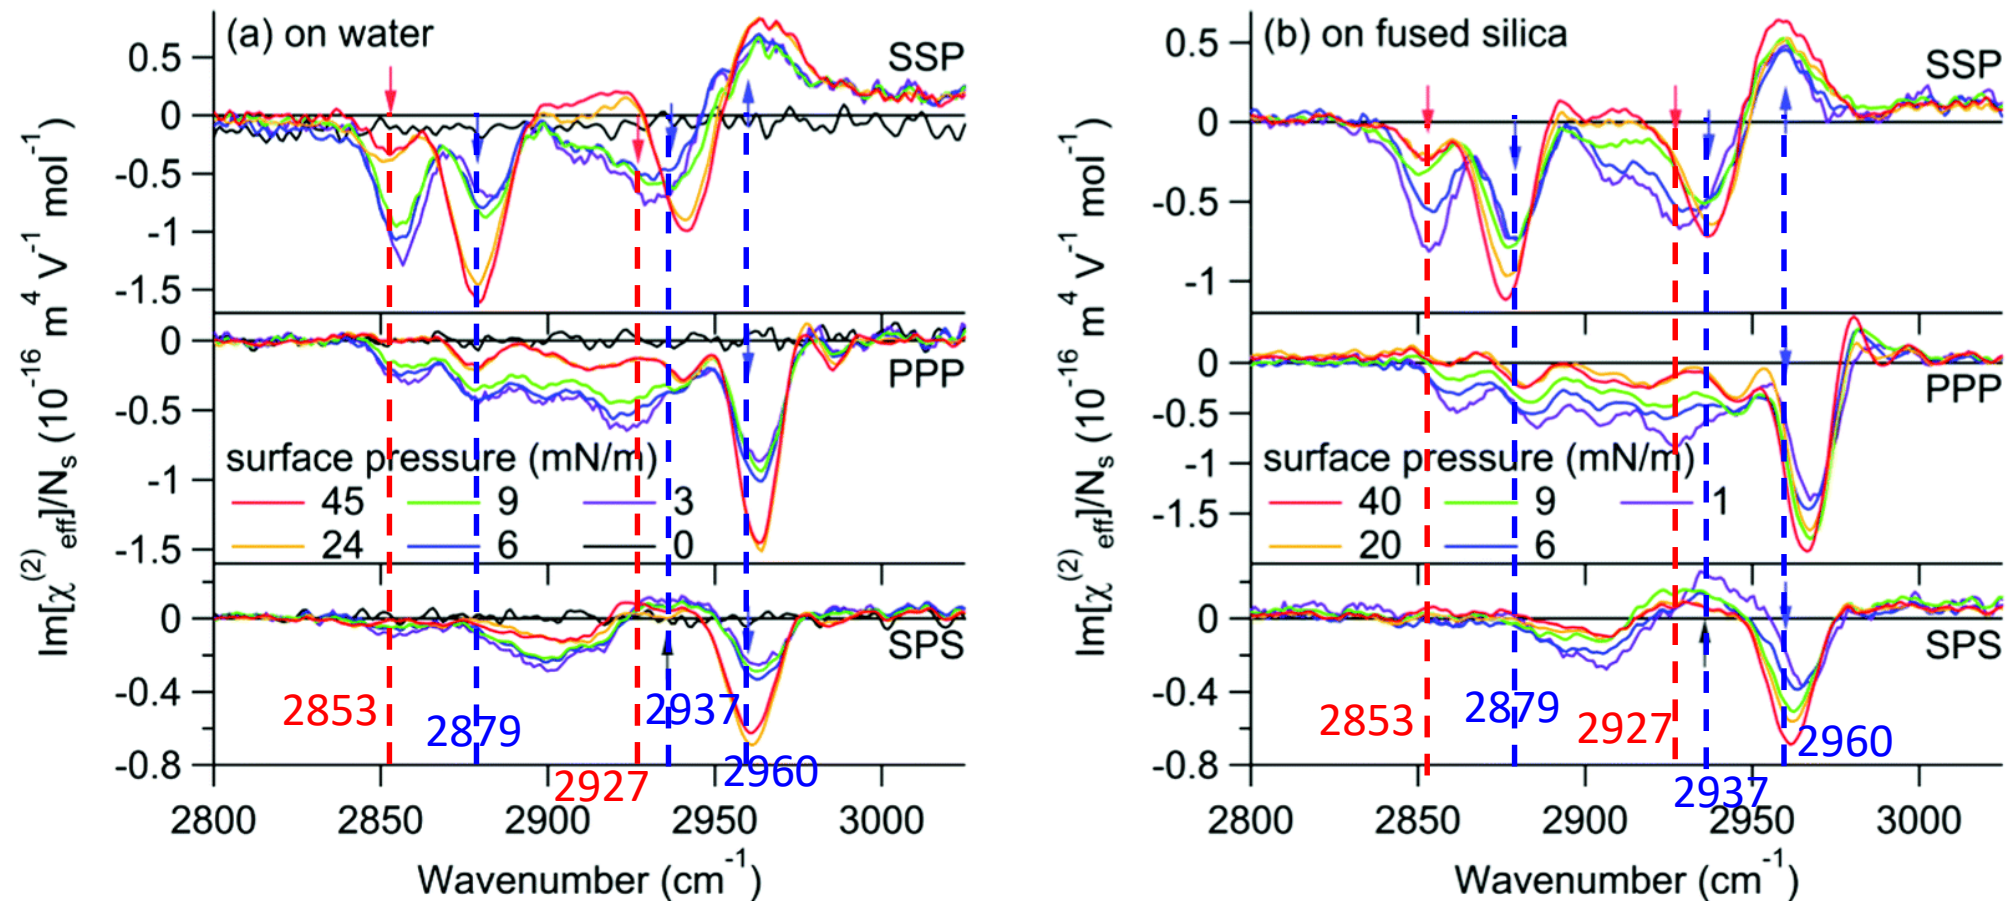 (a) on water
SSP
0.5
0
-0.5
-1
-1.5
PPP
0
-0.5
-1
-1.5
surface pressure (mN/m)
45 9 3
24 6 0
SPS
0
-0.4
-0.8
2853
2879
2927
2937
2960
2800 2850 2900 2950 3000
Wavenumber (cm-1)
Im[χ(2)eff]/Ns (10-16 m4 V-1 mol-1)
(b) on fused silica
SSP
0.5
0
-0.5
-1
PPP
0
-0.5
-1
-1.5
surface pressure (mN/m)
40 9 1
20 6
SPS
0
-0.4
-0.8
2853
2879
2927
2937
2960
2800 2850 2900 2950 3000
Wavenumber (cm-1)
Im[χ(2)eff]/Ns (10-16 m4 V-1 mol-1)